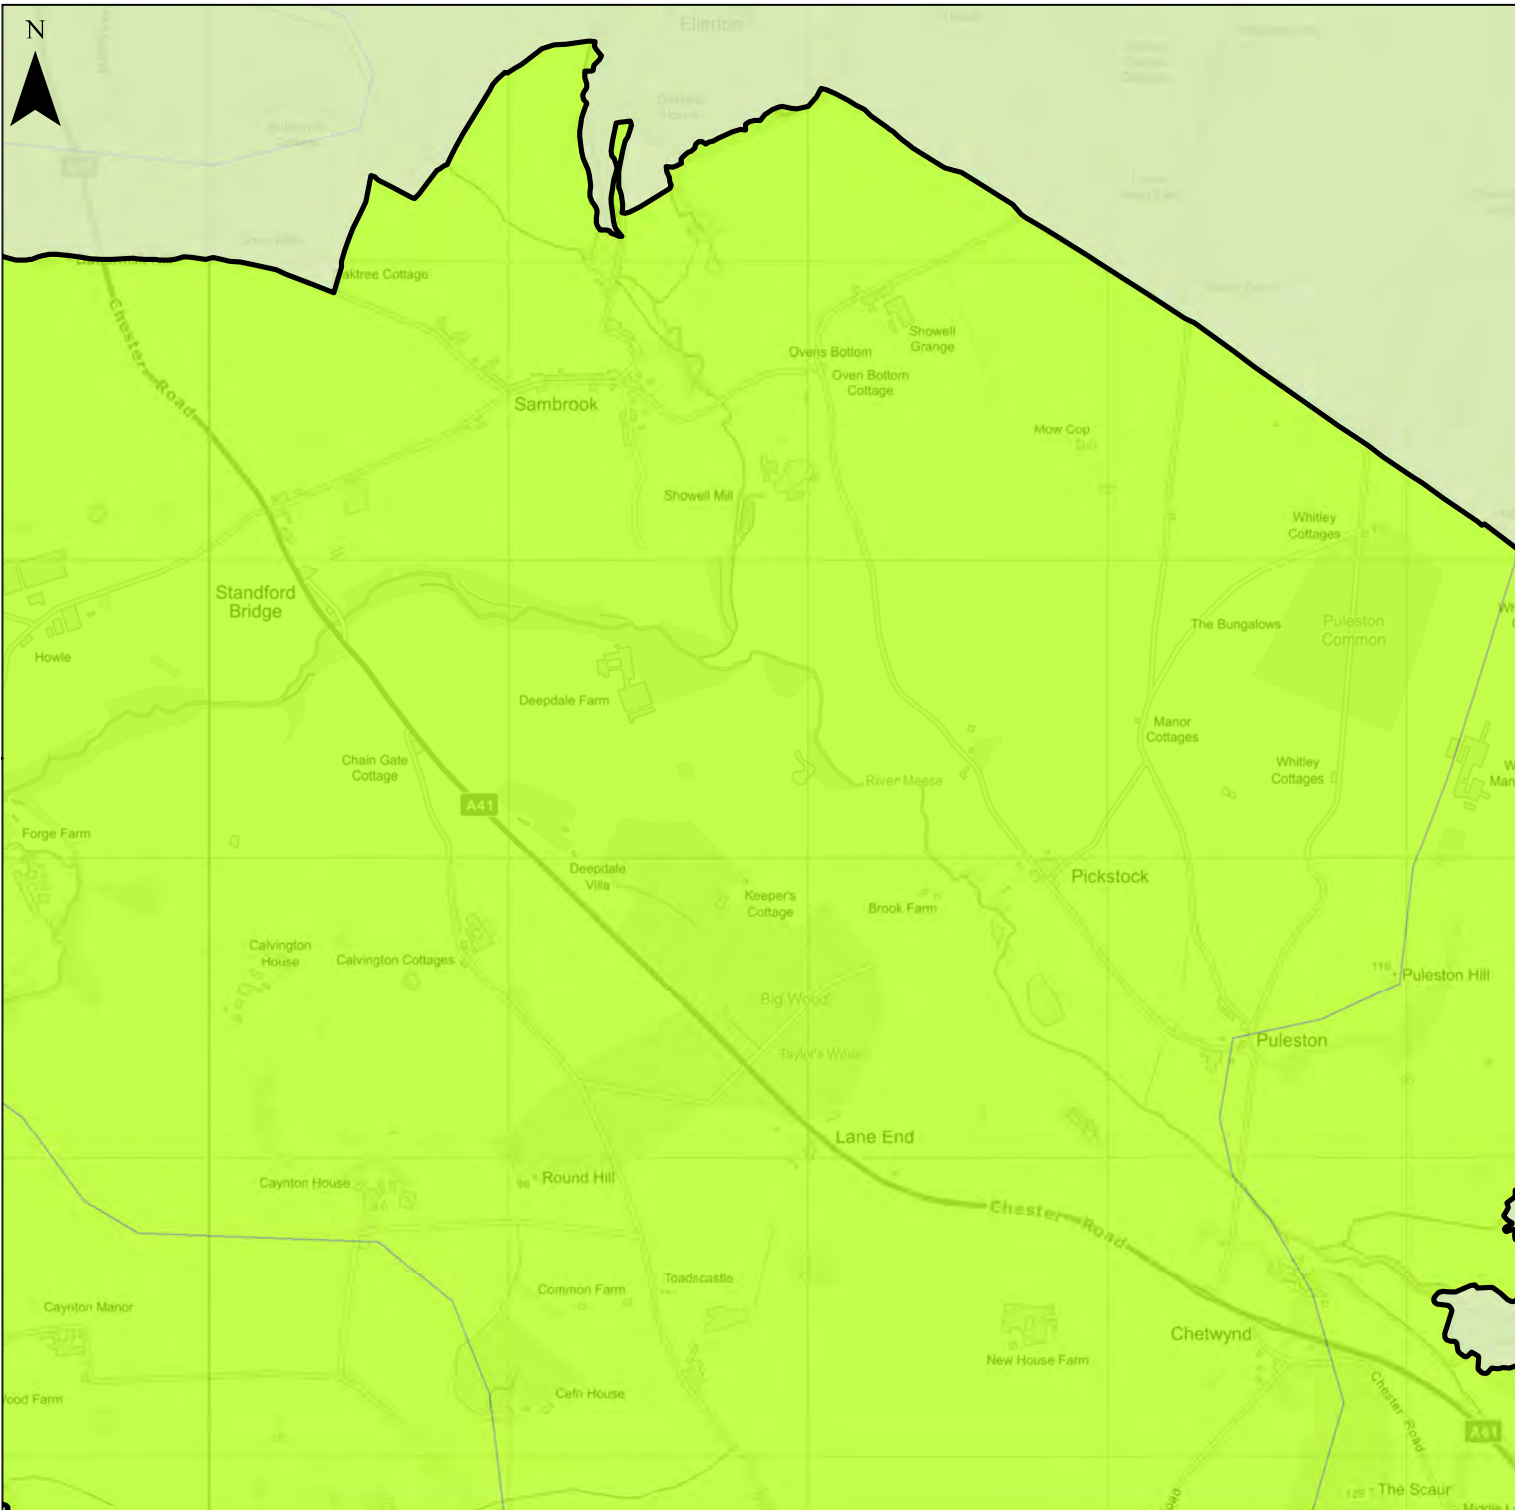 N
Ellerton
Oakfield
House
Chester Road
Sambrook
Ovens Bottom
Oven Bottom
Cottage
Showell
Grange
Mow Cop
Showell Mill
Whitley
Cottages
Standford
Bridge
Howle
The Bungalows
Puleston
Common
Deepdale Farm
Manor
Cottages
Chain Gate
Cottage
Whitley
Cottages
River Meese
A41
Forge Farm
Deepdale
Villa
Keeper's
Cottage
Brook Farm
Pickstock
Calvington
House
Calvington Cottages
Big Wood
118
Puleston Hill
Puleston
Lane End
Caynton House
Round Hill
Chester Road
Caynton Manor
Common Farm
Toadscastle
Chetwynd
New House Farm
Cefn House
Chester Road
A41
The Scaur